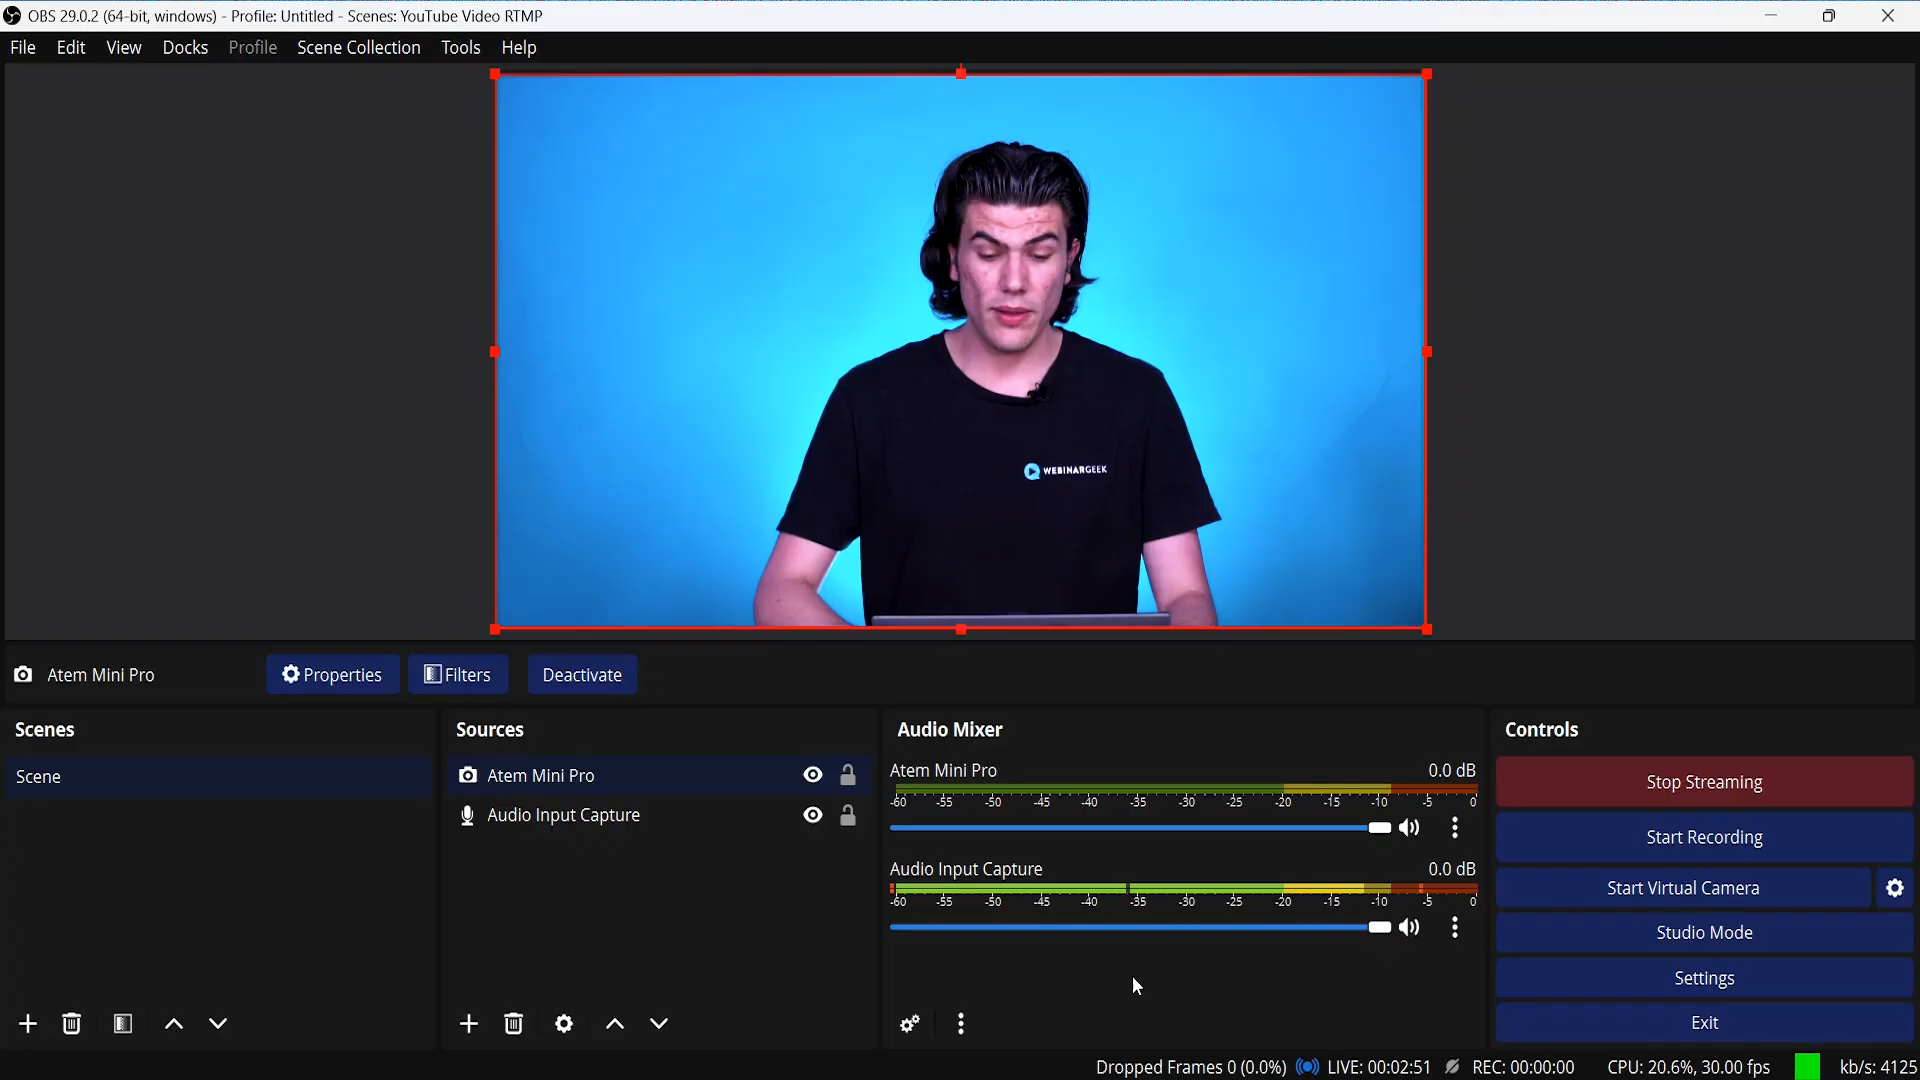 OBS 29.0.2 (64-bit, windows) - Profile: Untitled - Scenes: YouTube Video RTMP
File Edit View Docks Profile Scene Collection Tools Help
WEBINARGEEK
Atem Mini Pro Properties Filters Deactivate
Scenes
Scene
Sources
Atem Mini Pro
Audio Input Capture
Audio Mixer
Atem Mini Pro 0.0 dB
-60 -55 -50 -45 -40 -35 -30 -25 -20 -15 -10 -5 0
Audio Input Capture 0.0 dB
-60 -55 -50 -45 -40 -35 -30 -25 -20 -15 -10 -5 0
Controls
Stop Streaming
Start Recording
Start Virtual Camera
Studio Mode
Settings
Exit
Dropped Frames 0 (0.0%) LIVE: 00:02:51 REC: 00:00:00 CPU: 20.6%, 30.00 fps kb/s: 4125